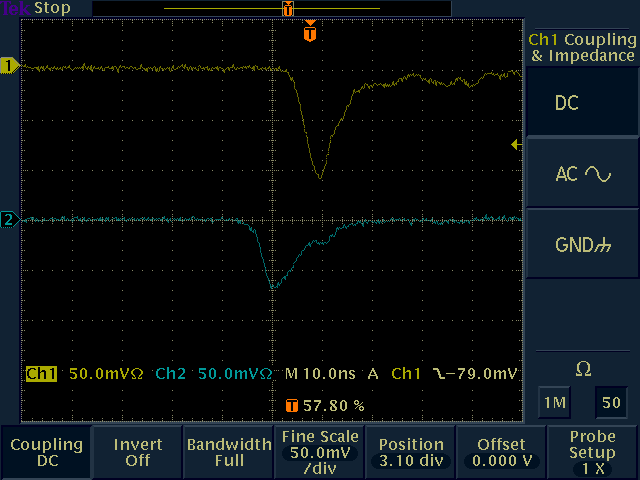 Tek Stop
T
T
1
2
Ch1 Coupling
& Impedance
DC
AC
GND
Ω
1M 50
Ch1 50.0mVΩ Ch2 50.0mVΩ M 10.0ns A Ch1 -79.0mV
T 57.80 %
Coupling
DC
Invert
Off
Bandwidth
Full
Fine Scale
50.0mV
/div
Position
3.10 div
Offset
0.000 V
Probe
Setup
1 X